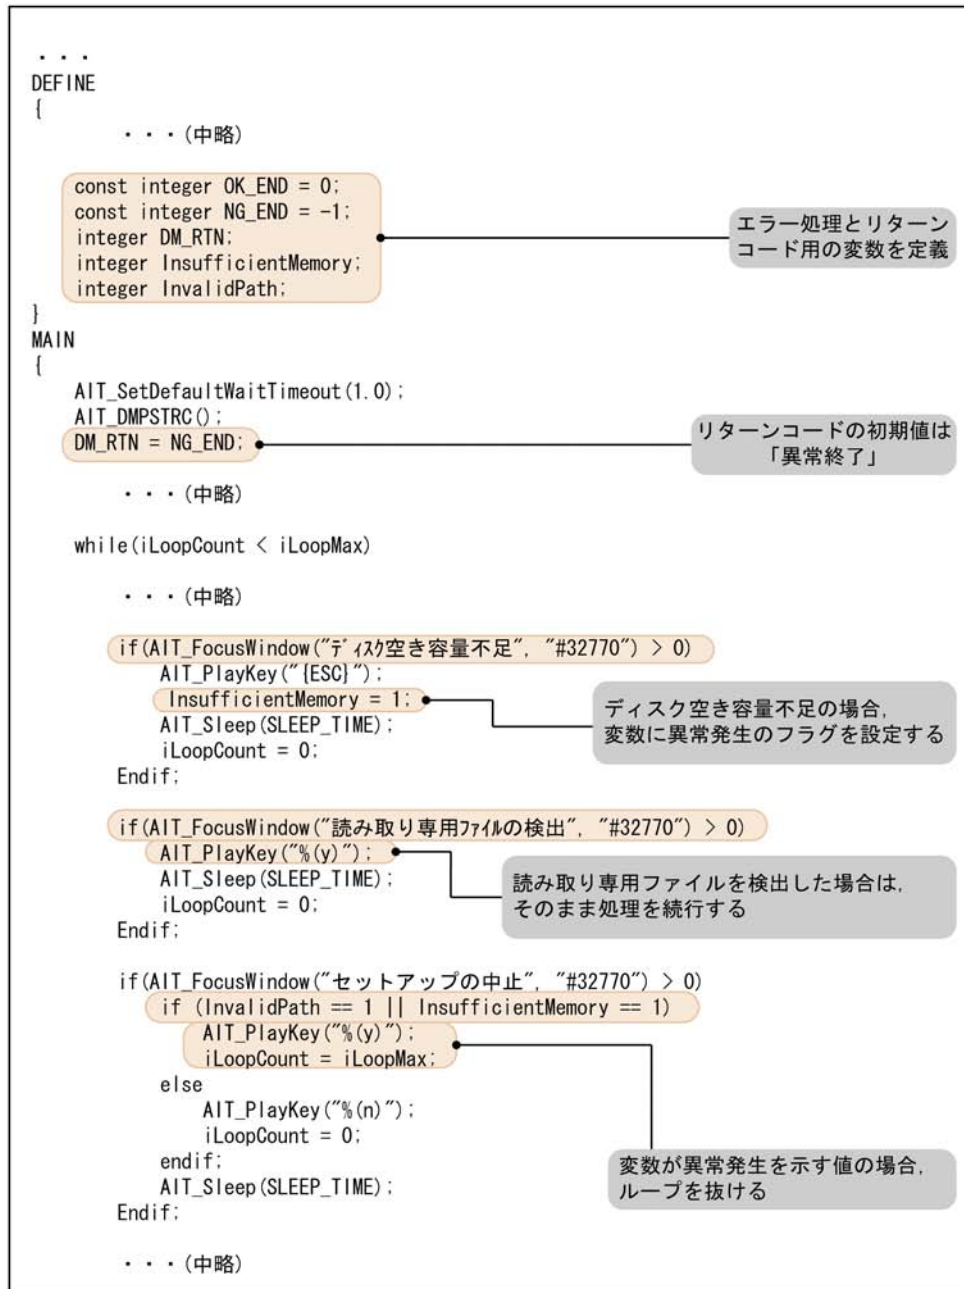 ・・・
DEFINE
{
・・・(中略)
const integer OK_END = 0;
const integer NG_END = -1;
integer DM_RTN;
integer InsufficientMemory;
integer InvalidPath;
エラー処理とリターン
コード用の変数を定義
}
MAIN
{
AIT_SetDefaultWaitTimeout(1.0);
AIT_DMPSTRC();
DM_RTN = NG_END;
リターンコードの初期値は
「異常終了」
・・・(中略)
while(iLoopCount < iLoopMax)
・・・(中略)
if(AIT_FocusWindow("ﾃﾞｨｽｸ空き容量不足", "#32770") > 0)
AIT_PlayKey("{ESC}");
InsufficientMemory = 1;
AIT_Sleep(SLEEP_TIME);
iLoopCount = 0;
Endif;
ディスク空き容量不足の場合,
変数に異常発生のフラグを設定する
if(AIT_FocusWindow("読み取り専用ﾌｧｲﾙの検出", "#32770") > 0)
AIT_PlayKey("%(y)");
AIT_Sleep(SLEEP_TIME);
iLoopCount = 0;
Endif;
読み取り専用ファイルを検出した場合は,
そのまま処理を続行する
if(AIT_FocusWindow("セットアップの中止", "#32770") > 0)
if (InvalidPath == 1 || InsufficientMemory == 1)
AIT_PlayKey("%(y)");
iLoopCount = iLoopMax;
else
AIT_PlayKey("%(n)");
iLoopCount = 0;
endif;
AIT_Sleep(SLEEP_TIME);
Endif;
変数が異常発生を示す値の場合,
ループを抜ける
・・・(中略)